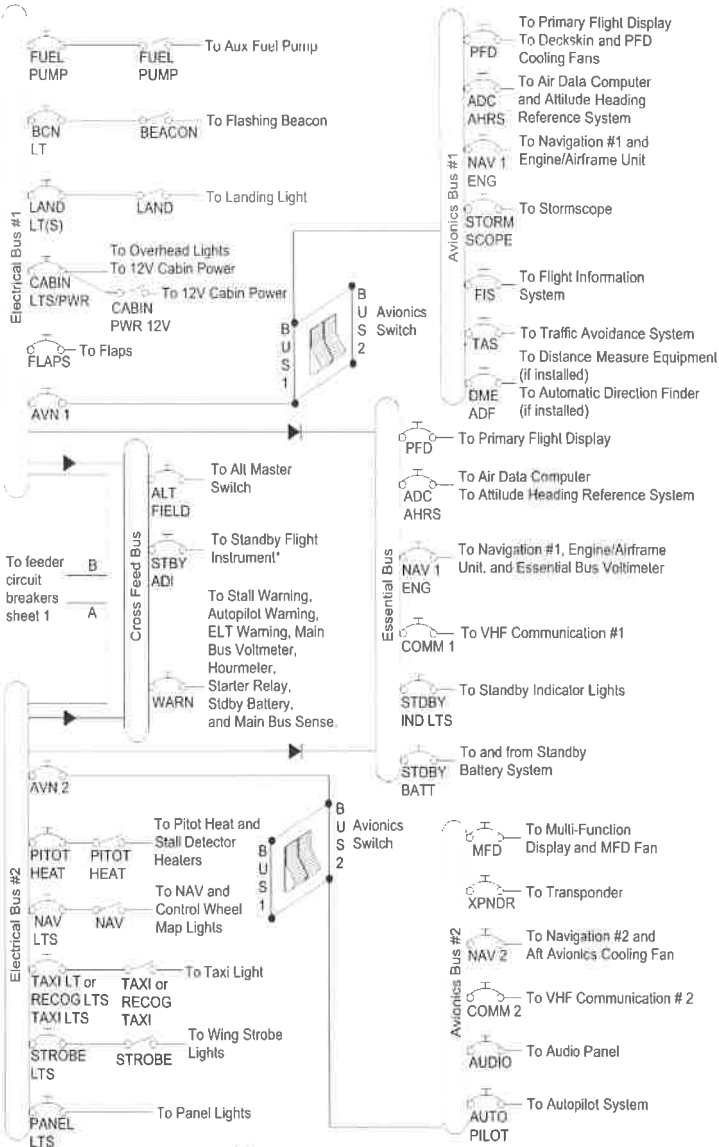 Electrical Bus #1
FUEL
PUMP
FUEL
PUMP
To Aux Fuel Pump
BCN
LT
BEACON
To Flashing Beacon
LAND
LT(S)
LAND
To Landing Light
CABIN
LTS/PWR
To Overhead Lights
To 12V Cabin Power
CABIN
PWR 12V
To 12V Cabin Power
FLAPS
To Flaps
AVN 1
BUS 1
BUS 2
Avionics
Switch
Avionics Bus #1
PFD
To Primary Flight Display
To Deckskin and PFD
Cooling Fans
ADC
AHRS
To Air Data Computer
and Attitude Heading
Reference System
NAV 1
ENG
To Navigation #1 and
Engine/Airframe Unit
STORM
SCOPE
To Stormscope
FIS
To Flight Information
System
TAS
To Traffic Avoidance System
DME
ADF
To Distance Measure Equipment
(if installed)
To Automatic Direction Finder
(if installed)
To feeder
circuit
breakers
sheet 1
B
A
Cross Feed Bus
ALT
FIELD
To Alt Master
Switch
STBY
ADI
To Standby Flight
Instrument*
WARN
To Stall Warning,
Autopilot Warning,
ELT Warning, Main
Bus Voltmeter,
Hourmeter,
Starter Relay,
Stdby Battery,
and Main Bus Sense.
Essential Bus
PFD
To Primary Flight Display
ADC
AHRS
To Air Data Computer
To Attitude Heading Reference System
NAV 1
ENG
To Navigation #1, Engine/Airframe
Unit, and Essential Bus Voltimeter
COMM 1
To VHF Communication #1
STDBY
IND LTS
To Standby Indicator Lights
STDBY
BATT
To and from Standby
Battery System
Electrical Bus #2
AVN 2
PITOT
HEAT
PITOT
HEAT
To Pitot Heat and
Stall Detector
Heaters
NAV
LTS
NAV
To NAV and
Control Wheel
Map Lights
TAXI LT or
RECOG LTS
TAXI LTS
TAXI or
RECOG
TAXI
To Taxi Light
STROBE
LTS
STROBE
To Wing Strobe
Lights
PANEL
LTS
To Panel Lights
BUS 1
BUS 2
Avionics
Switch
Avionics Bus #2
MFD
To Multi-Function
Display and MFD Fan
XPNDR
To Transponder
NAV 2
To Navigation #2 and
Aft Avionics Cooling Fan
COMM 2
To VHF Communication # 2
AUDIO
To Audio Panel
AUTO
PILOT
To Autopilot System